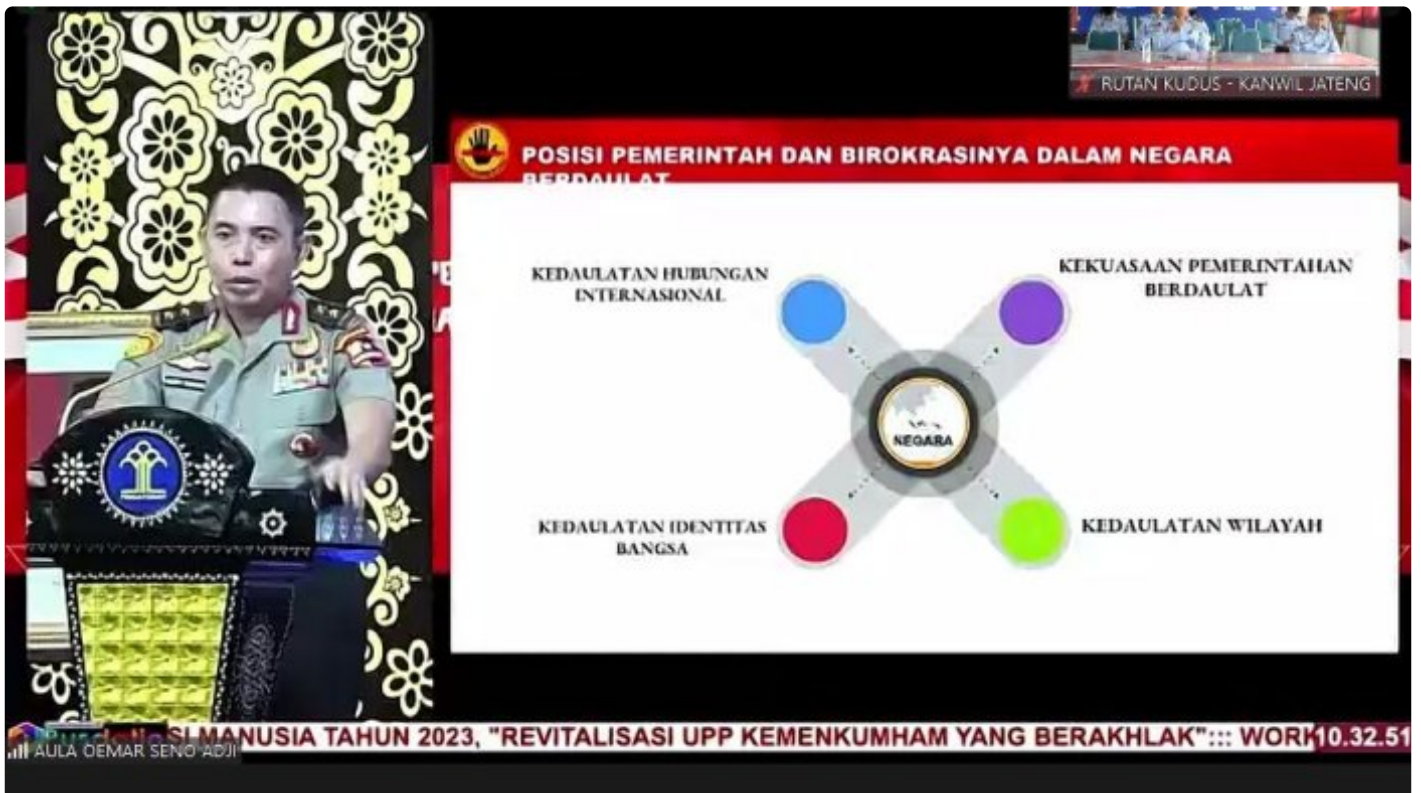 RUTAN KUDUS - KANWIL JATENG
POSISI PEMERINTAH DAN BIROKRASINYA DALAM NEGARA
BERDAULAT
KEDAULATAN HUBUNGAN
INTERNASIONAL
KEKUASAAN PEMERINTAHAN
BERDAULAT
NEGARA
KEDAULATAN IDENTITAS
BANGSA
KEDAULATAN WILAYAH
SI MANUSIA TAHUN 2023, "REVITALISASI UPP KEMENKUMHAM YANG BERAKHLAK"::: WORK
10.32.51
AULA OEMAR SENO ADJI